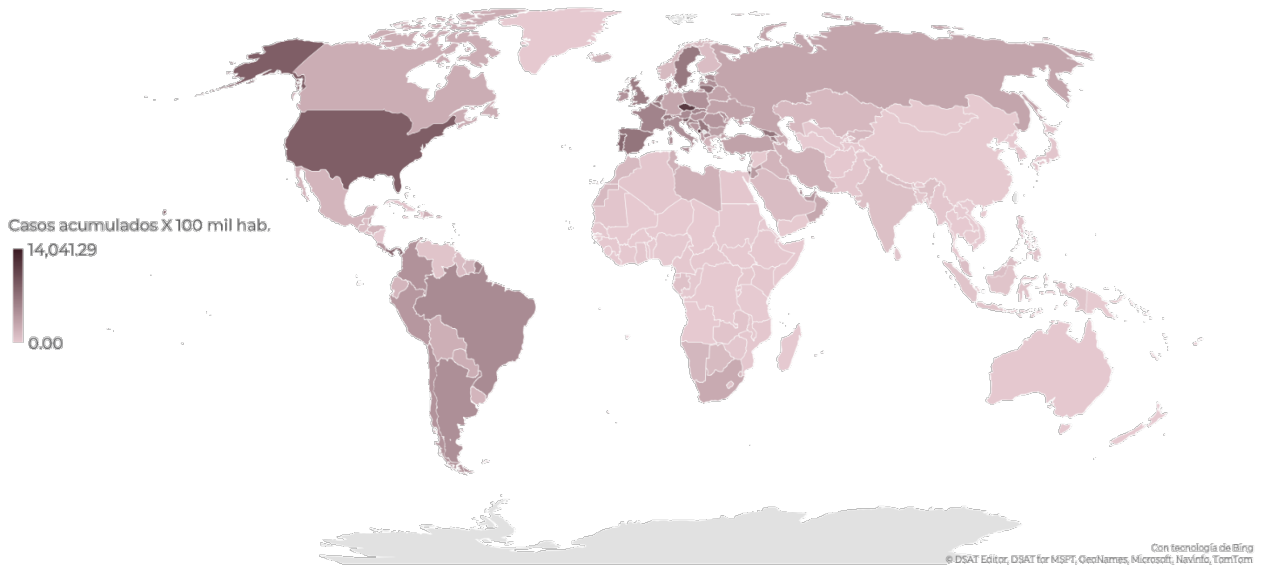 Casos acumulados X 100 mil hab.
14,041.29
0.00
Con tecnología de Bing
© DSAT Editor, DSAT for MSPT, GeoNames, Microsoft, Navinfo, TomTom